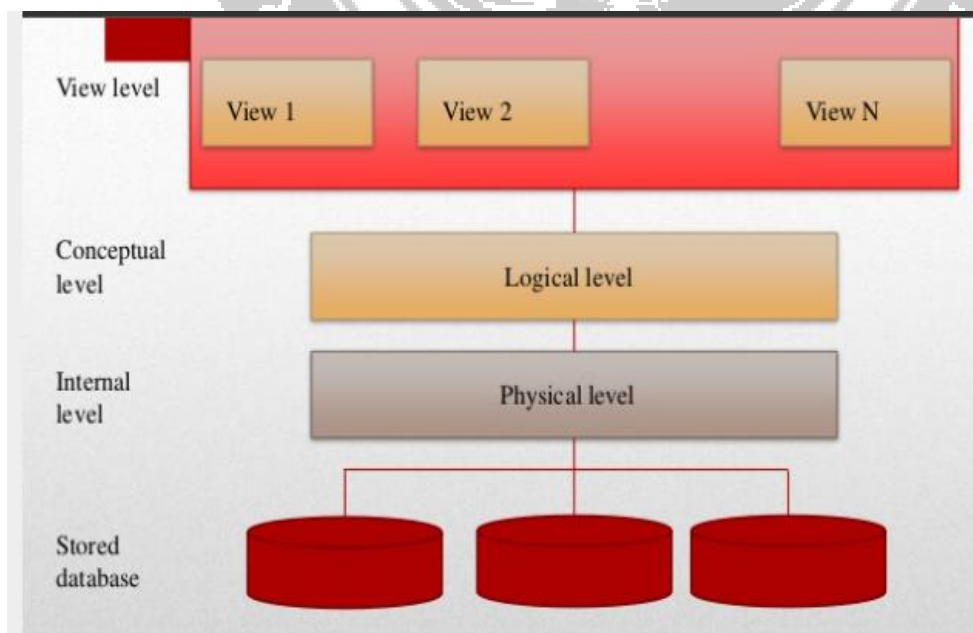 View level
View 1
View 2
View N
Conceptual
level
Logical level
Internal
level
Physical level
Stored
database